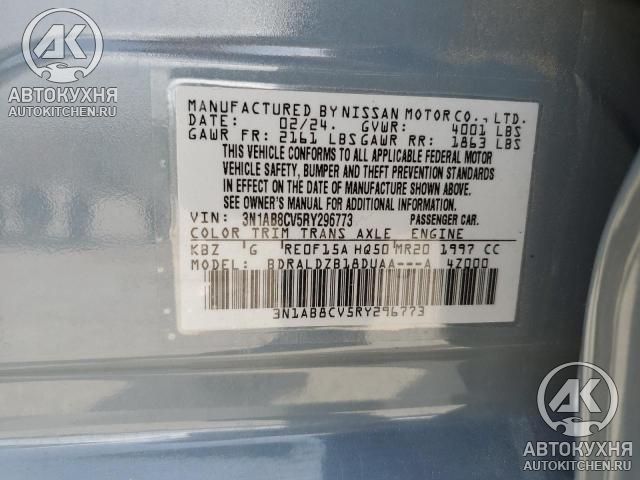 АК
АВТОКУХНЯ
AUTOKITCHEN.RU
MANUFACTURED BY NISSAN MOTOR CO., LTD.
DATE: 02/24. GVWR: 4001 LBS
GAWR FR: 2161 LBS GAWR RR: 1863 LBS
THIS VEHICLE CONFORMS TO ALL APPLICABLE FEDERAL MOTOR
VEHICLE SAFETY, BUMPER AND THEFT PREVENTION STANDARDS
IN EFFECT ON THE DATE OF MANUFACTURE SHOWN ABOVE.
SEE OWNER'S MANUAL FOR ADDITIONAL INFORMATION.
VIN: 3N1AB8CV5RY296773 PASSENGER CAR.
COLOR TRIM TRANS AXLE ENGINE
KBZ G RE0F15A HQ50 MR20 1997 CC
MODEL: BDRALDZB18DUAA---A 4Z000
3N1AB8CV5RY296773
АК
АВТОКУХНЯ
AUTOKITCHEN.RU